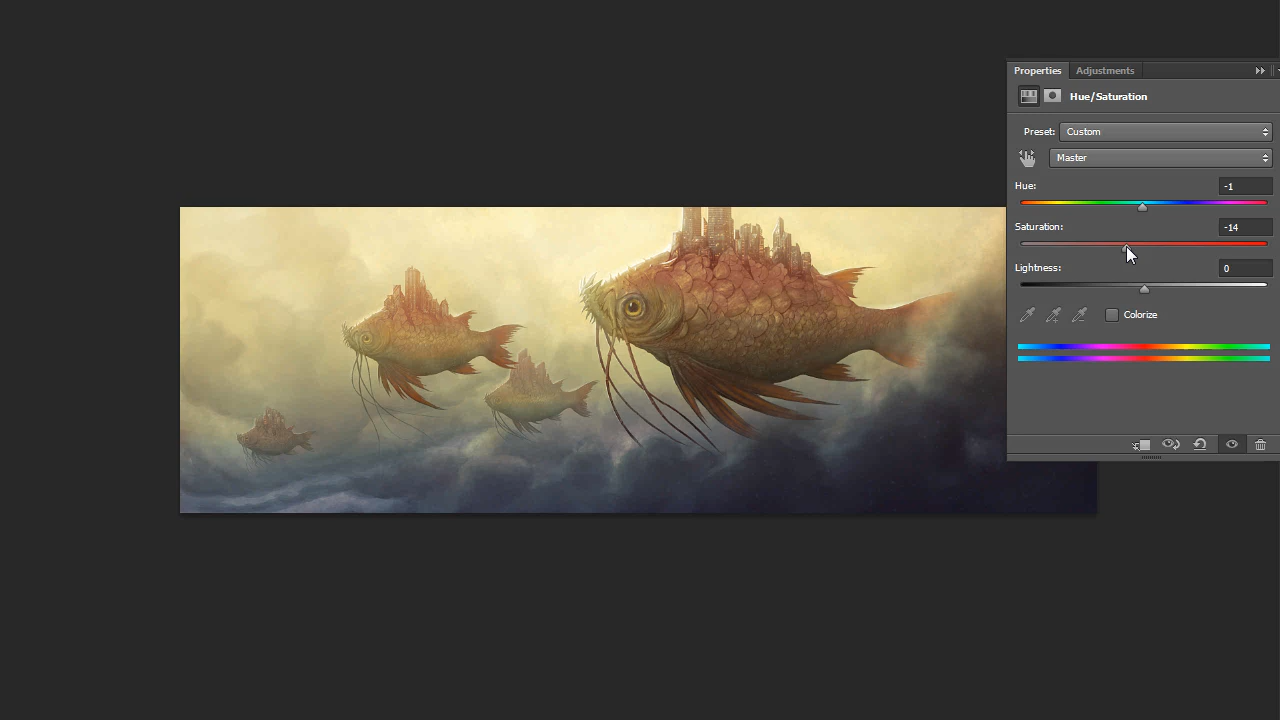 Properties Adjustments
Hue/Saturation
Preset: Custom
Master
Hue: -1
Saturation: -14
Lightness: 0
Colorize